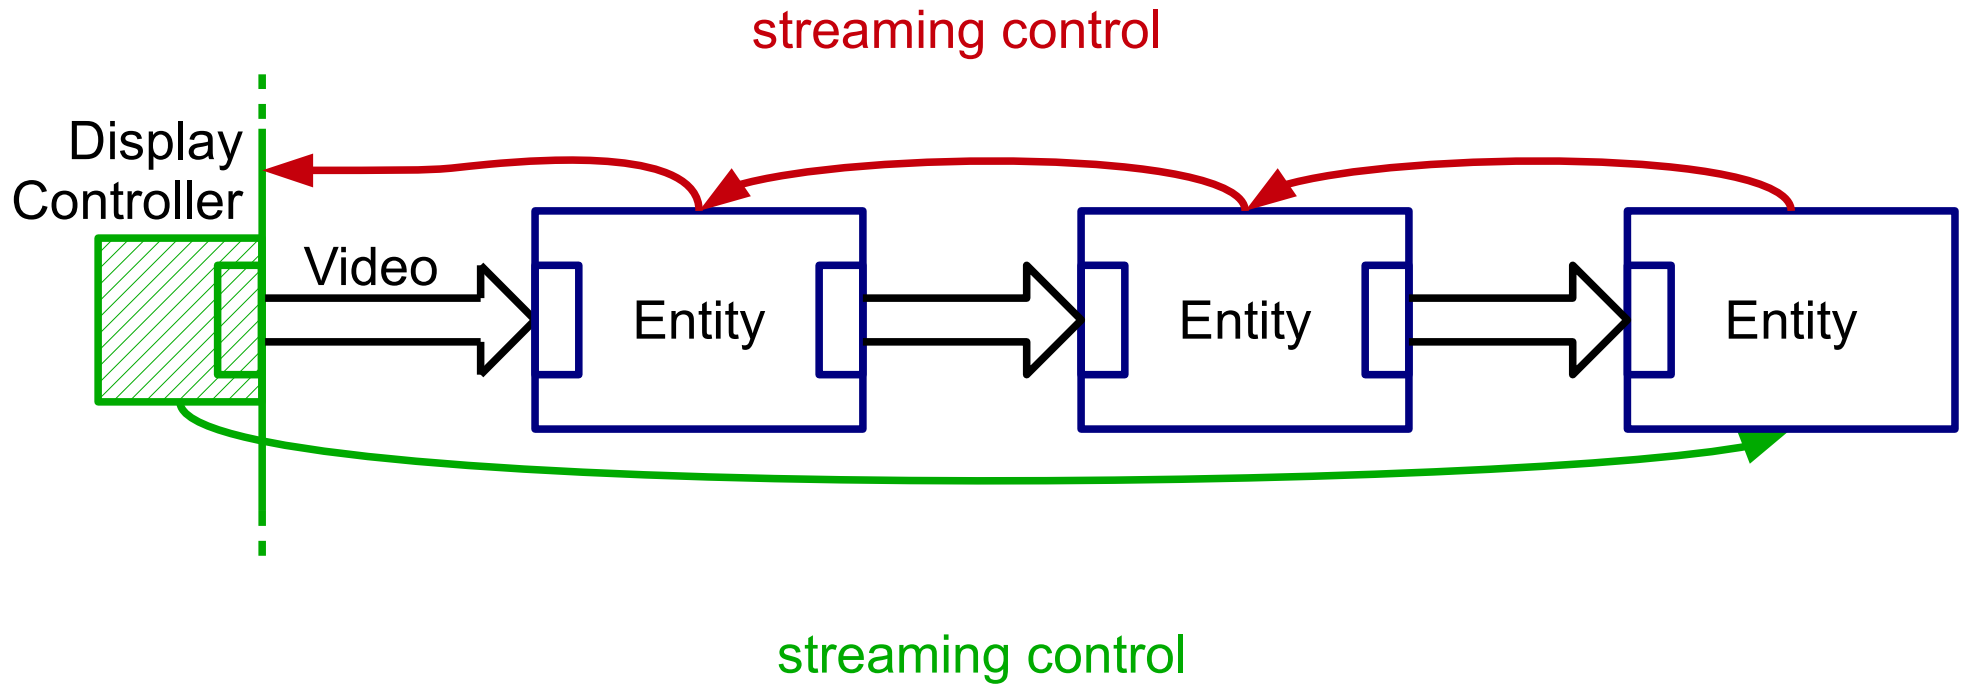 streaming control
Display
Controller
Video
Entity
Entity
Entity
streaming control